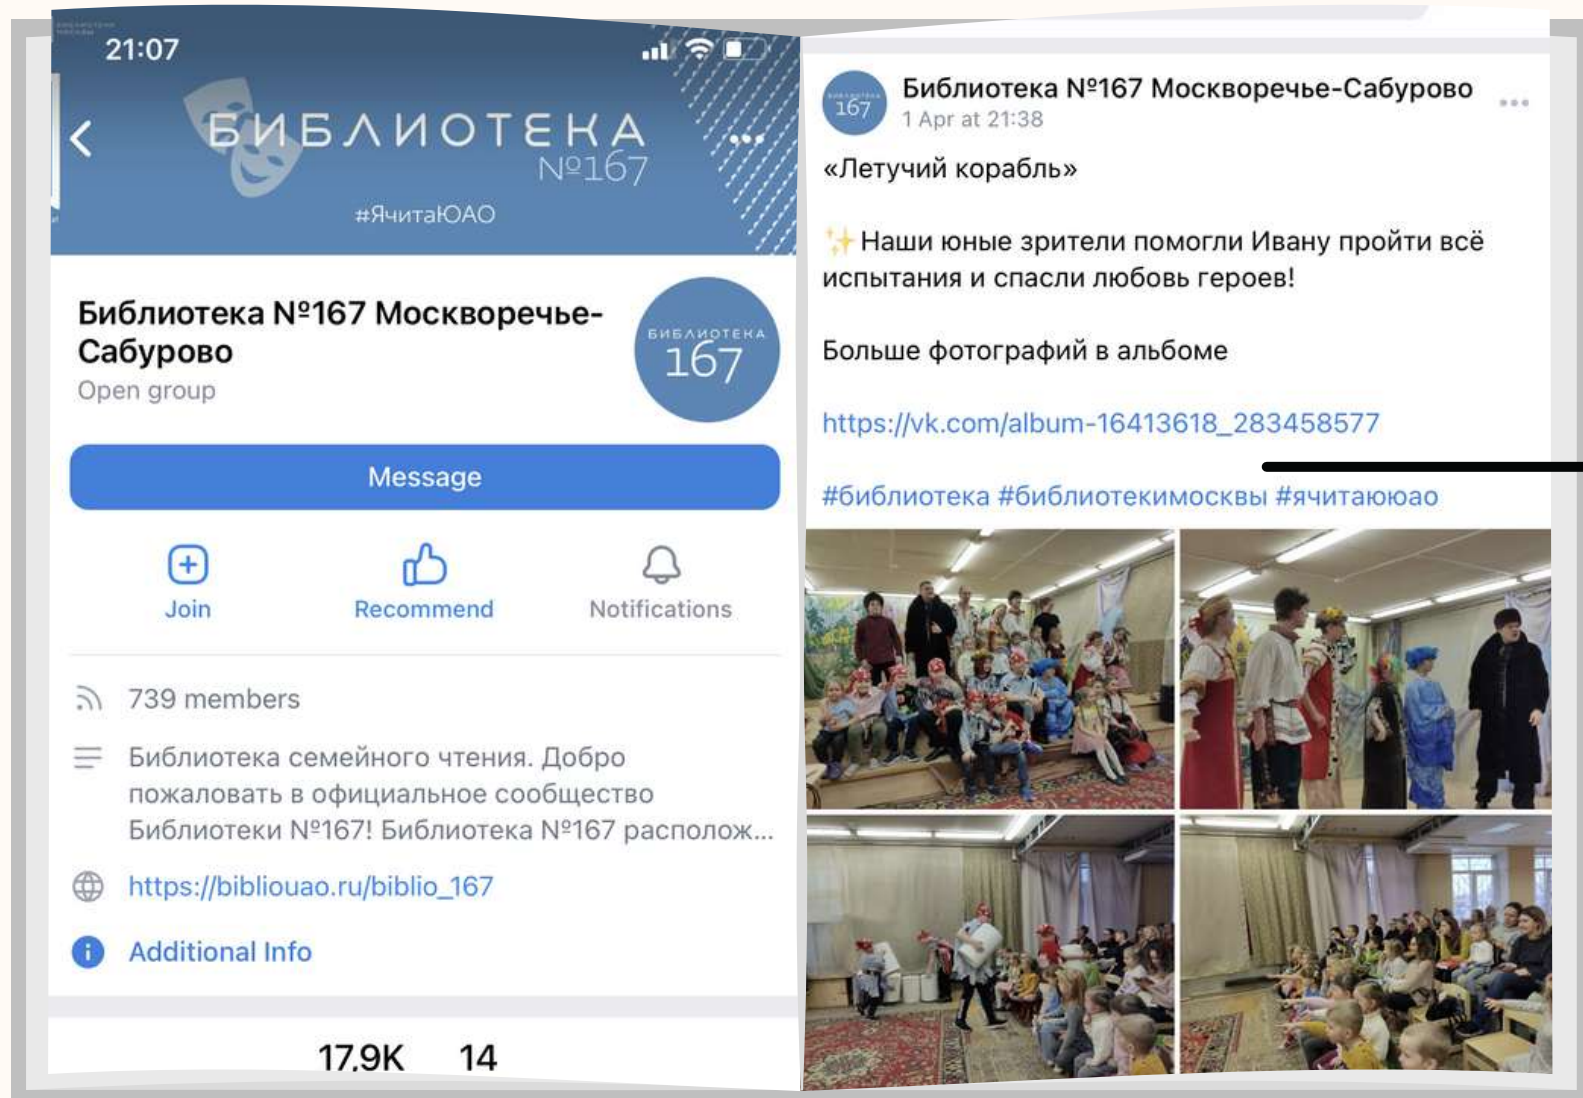 БИБЛИОТЕКИ
МОСКВЫ
21:07
БИБЛИОТЕКА
№167
#ЯчитаЮАО
Библиотека №167 Москворечье-
Сабурово
Open group
БИБЛИОТЕКА
167
Message
Join
Recommend
Notifications
739 members
Библиотека семейного чтения. Добро
пожаловать в официальное сообщество
Библиотеки №167! Библиотека №167 располож...
https://bibliouao.ru/biblio_167
Additional Info
17,9K 14
БИБЛИОТЕКА
167
Библиотека №167 Москворечье-Сабурово
1 Apr at 21:38
«Летучий корабль»
✨Наши юные зрители помогли Ивану пройти всё
испытания и спасли любовь героев!
Больше фотографий в альбоме
https://vk.com/album-16413618_283458577
#библиотека #библиотекимосквы #ячитаююао